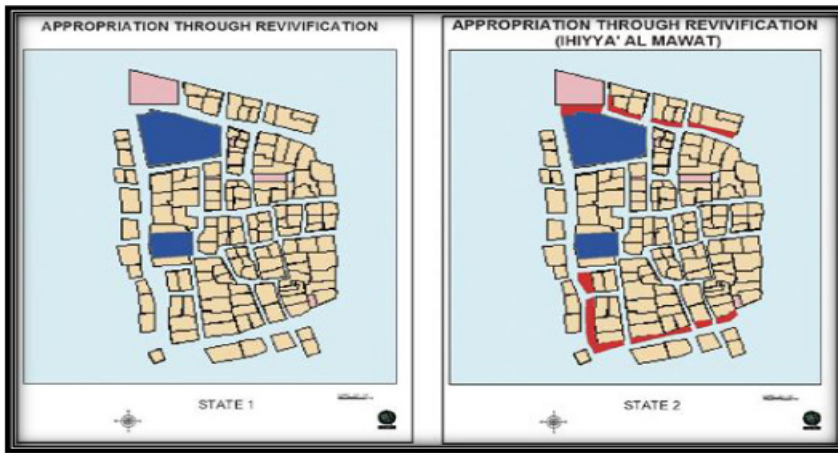 APPROPRIATION THROUGH REVIVIFICATION
STATE 1
APPROPRIATION THROUGH REVIVIFICATION
(IHIYYA' AL MAWAT)
STATE 2